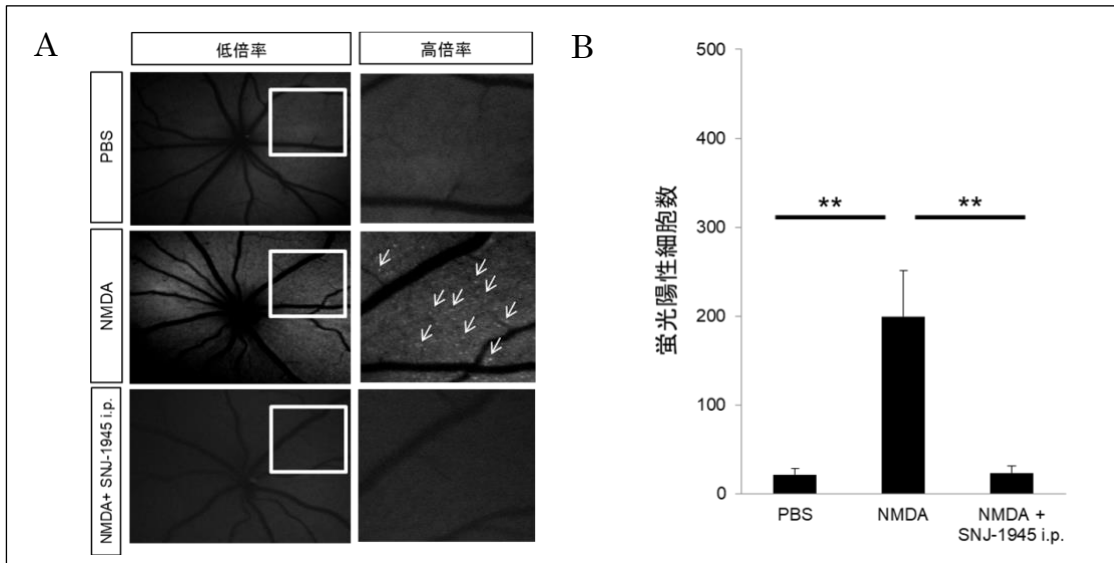 A
低倍率
高倍率
PBS
NMDA
NMDA+ SNJ-1945 i.p.
B
蛍光陽性細胞数
500
400
300
200
100
0
**
**
PBS
NMDA
NMDA +
SNJ-1945 i.p.